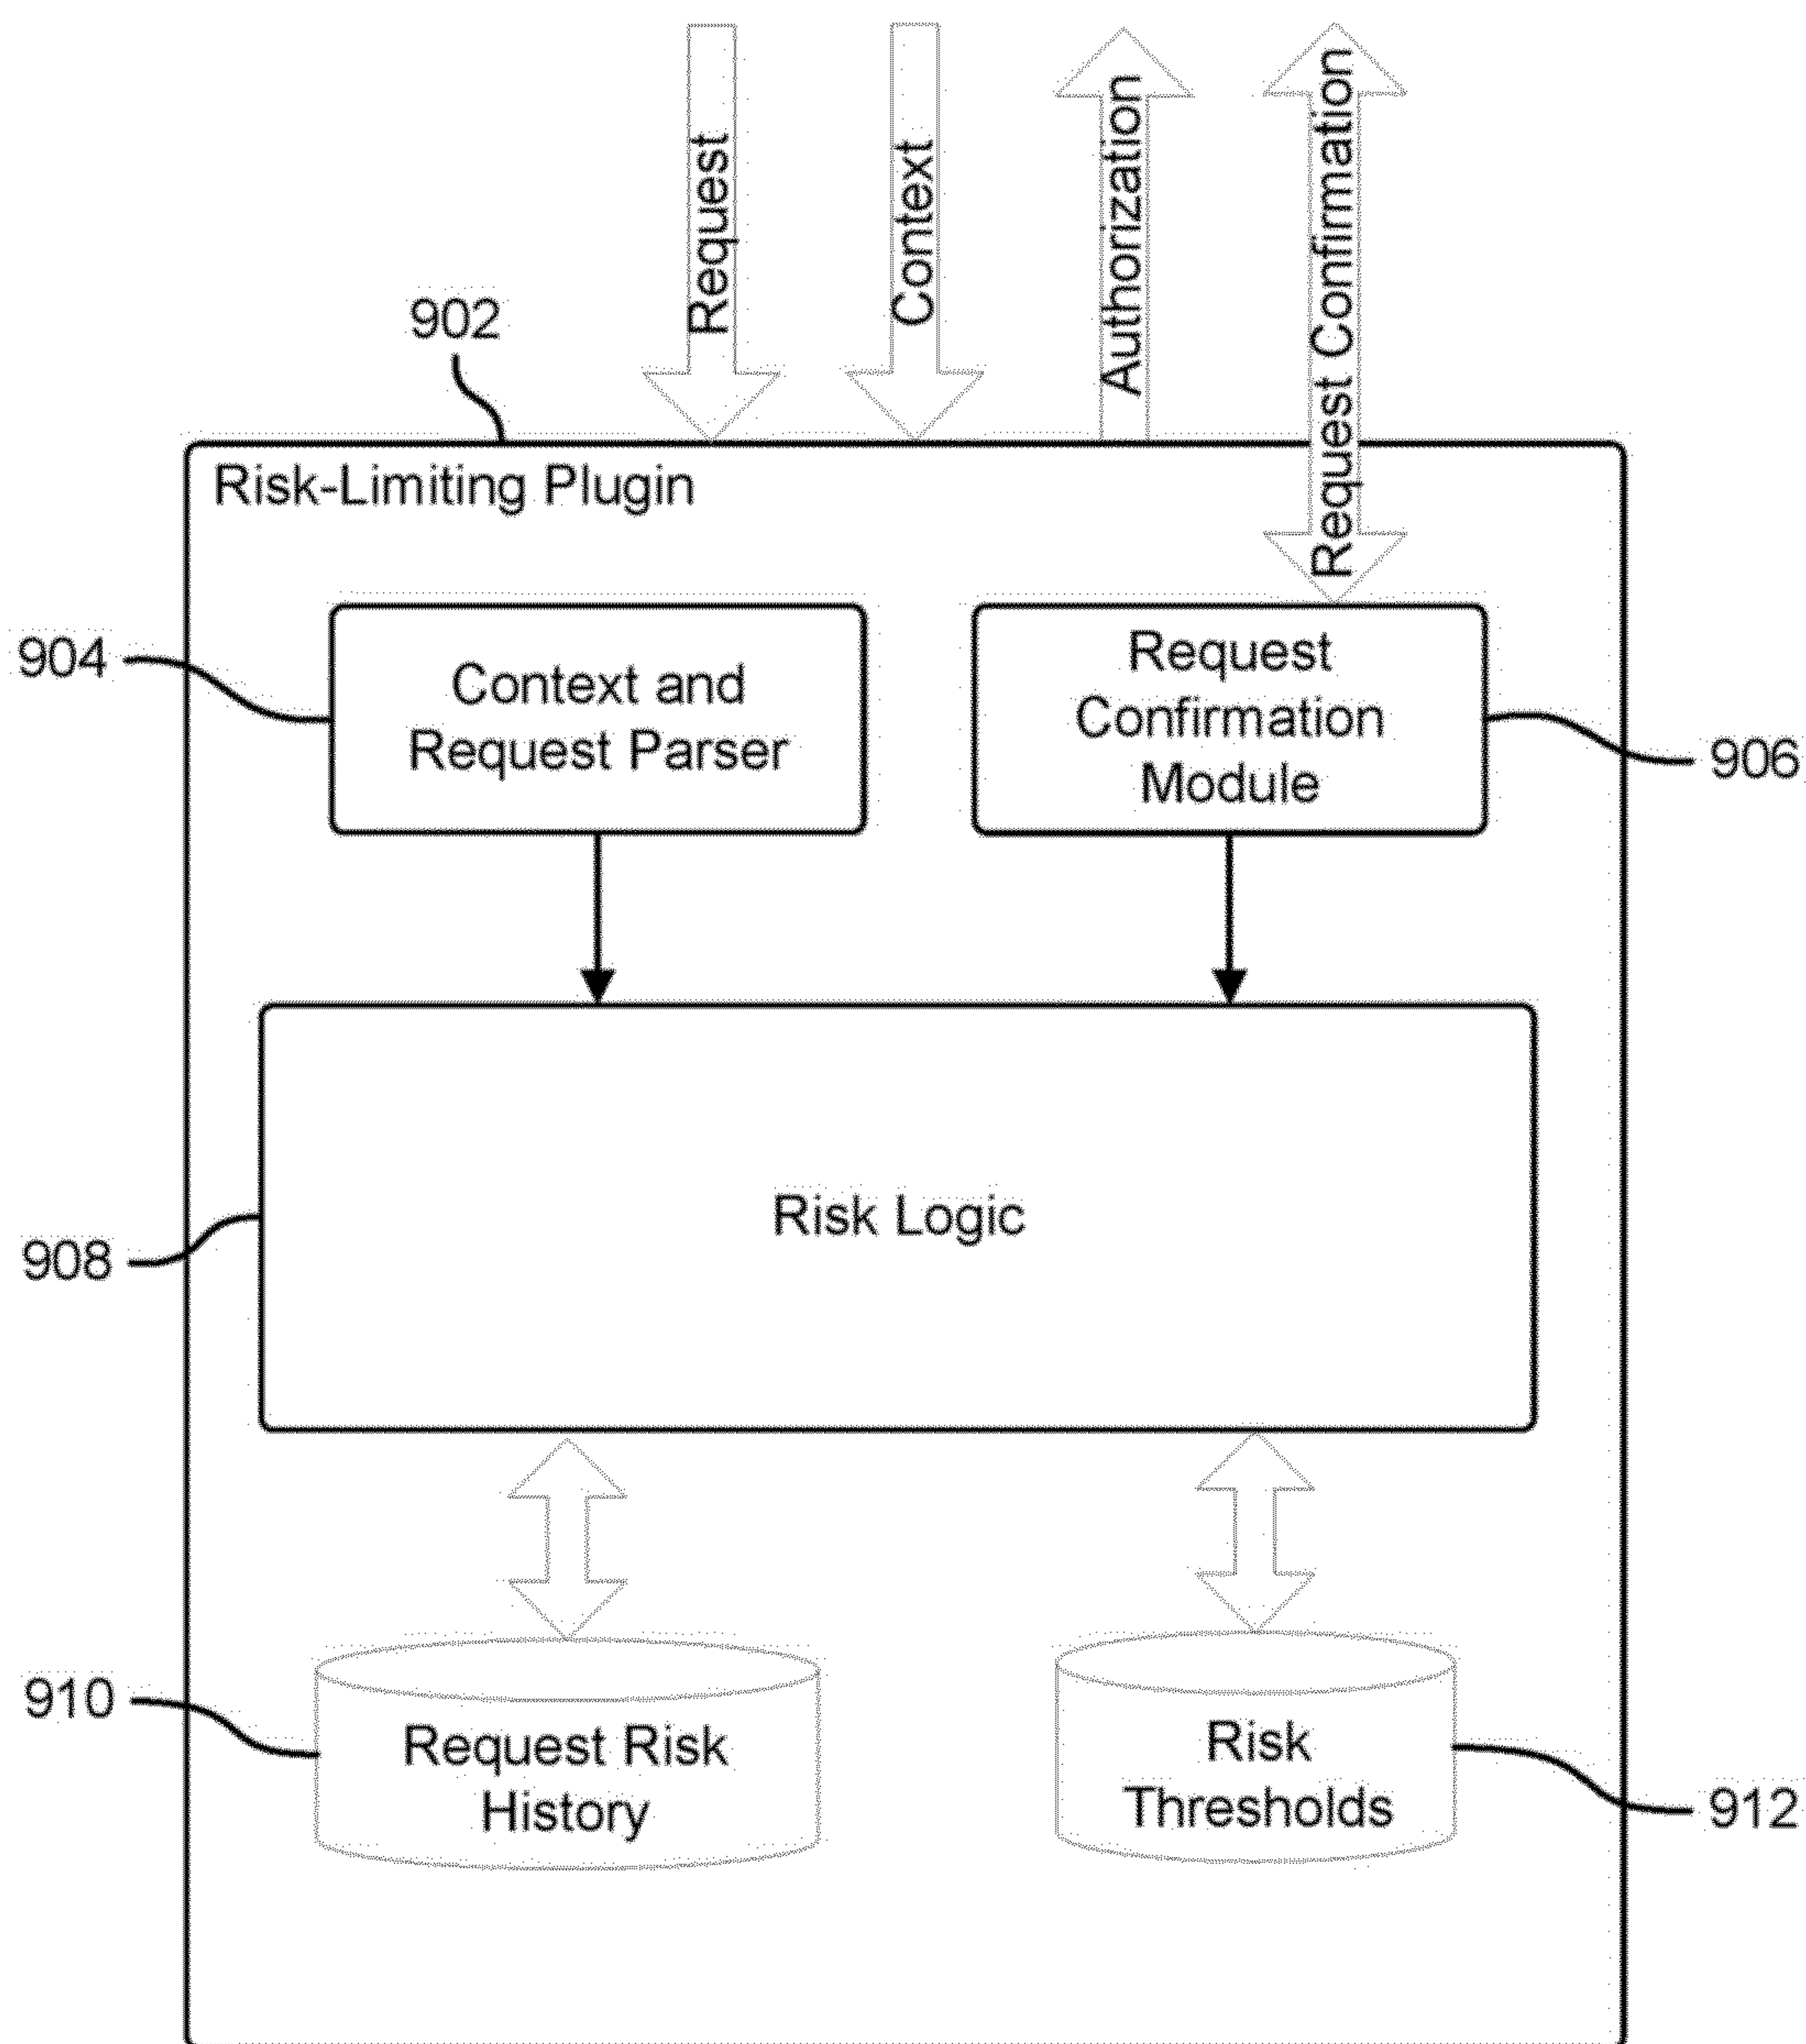 Request
Context
Authorization
Request Confirmation
902
Risk-Limiting Plugin
904
Context and
Request Parser
Request
Confirmation
Module
906
Risk Logic
908
910
Request Risk
History
Risk
Thresholds
912